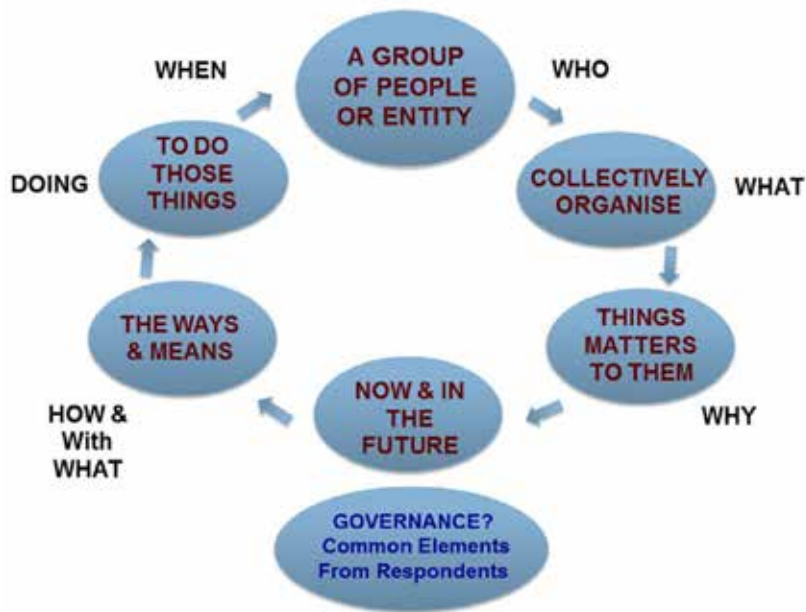 A GROUP
OF PEOPLE
OR ENTITY
WHO
COLLECTIVELY
ORGANISE
WHAT
THINGS
MATTERS
TO THEM
WHY
NOW & IN
THE
FUTURE
HOW &
With
WHAT
THE WAYS
& MEANS
DOING
TO DO
THOSE
THINGS
WHEN
GOVERNANCE?
Common Elements
From Respondents